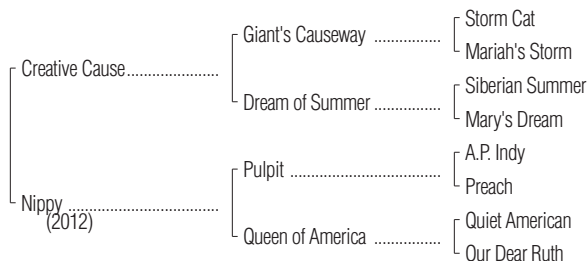 Storm Cat
Giant's Causeway ................
Mariah's Storm
Creative Cause......................
Siberian Summer
Dream of Summer ................
Mary's Dream
A.P. Indy
Pulpit ....................................
Preach
Nippy ....................................
(2012)
Quiet American
Queen of America ................
Our Dear Ruth